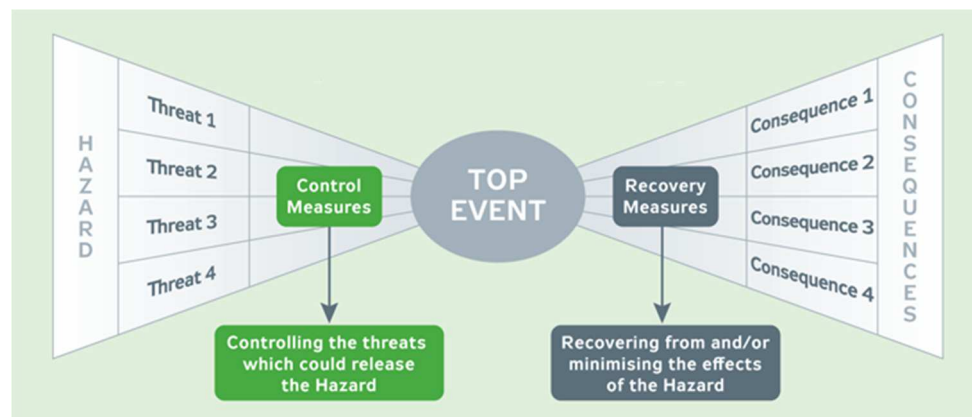 HAZARD
Threat 1
Threat 2
Threat 3
Threat 4
Control
Measures
Controlling the threats
which could release
the Hazard
TOP
EVENT
Recovery
Measures
Recovering from and/or
minimising the effects
of the Hazard
Consequence 1
Consequence 2
Consequence 3
Consequence 4
CONSEQUENCES